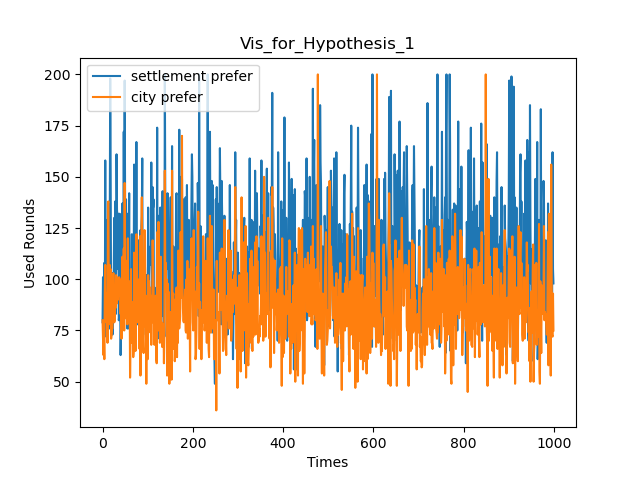 Vis_for_Hypothesis_1
settlement prefer
city prefer
Used Rounds
200
175
150
125
100
75
50
0
200
400
600
800
1000
Times